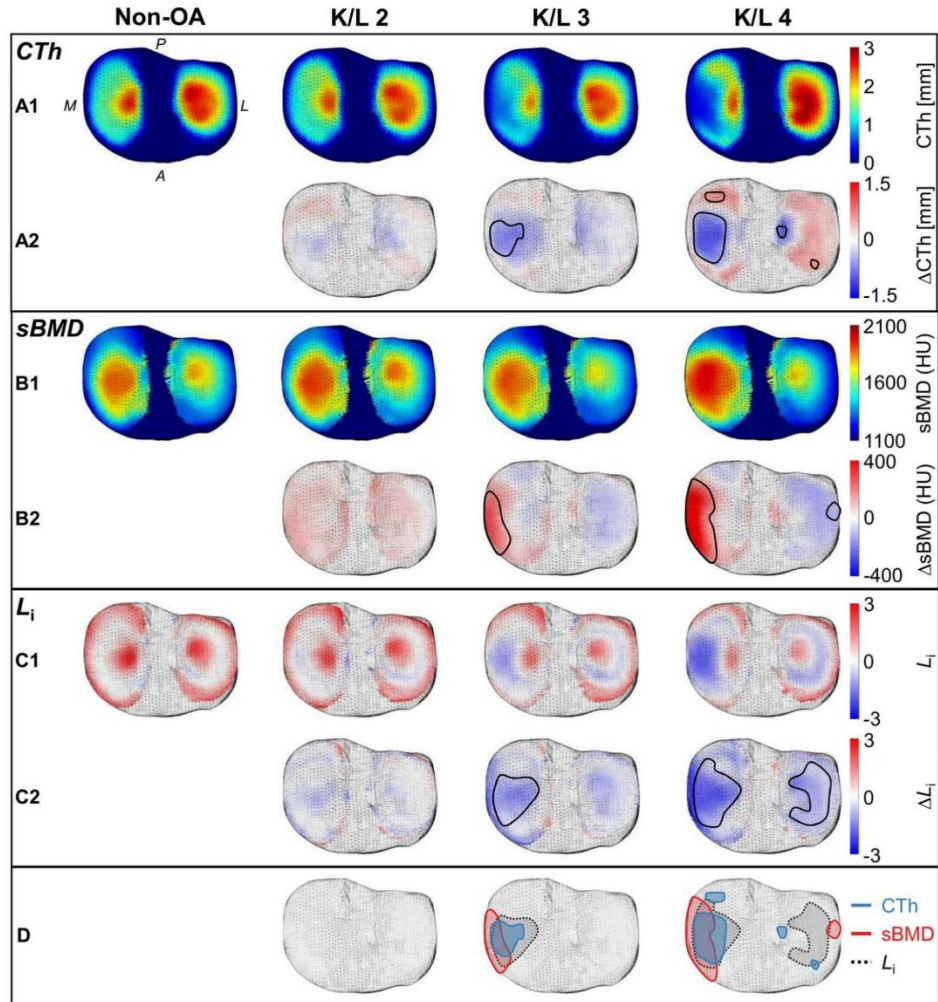 Non-OA K/L 2 K/L 3 K/L 4
CTh
P
A1
M
L
A
3
2
1
0
CTh [mm]
A2
1.5
0
-1.5
ΔCTh [mm]
sBMD
B1
2100
1600
1100
sBMD (HU)
B2
400
0
-400
ΔsBMD (HU)
Li
C1
3
0
-3
Li
C2
3
0
-3
ΔLi
D
CTh
sBMD
Li